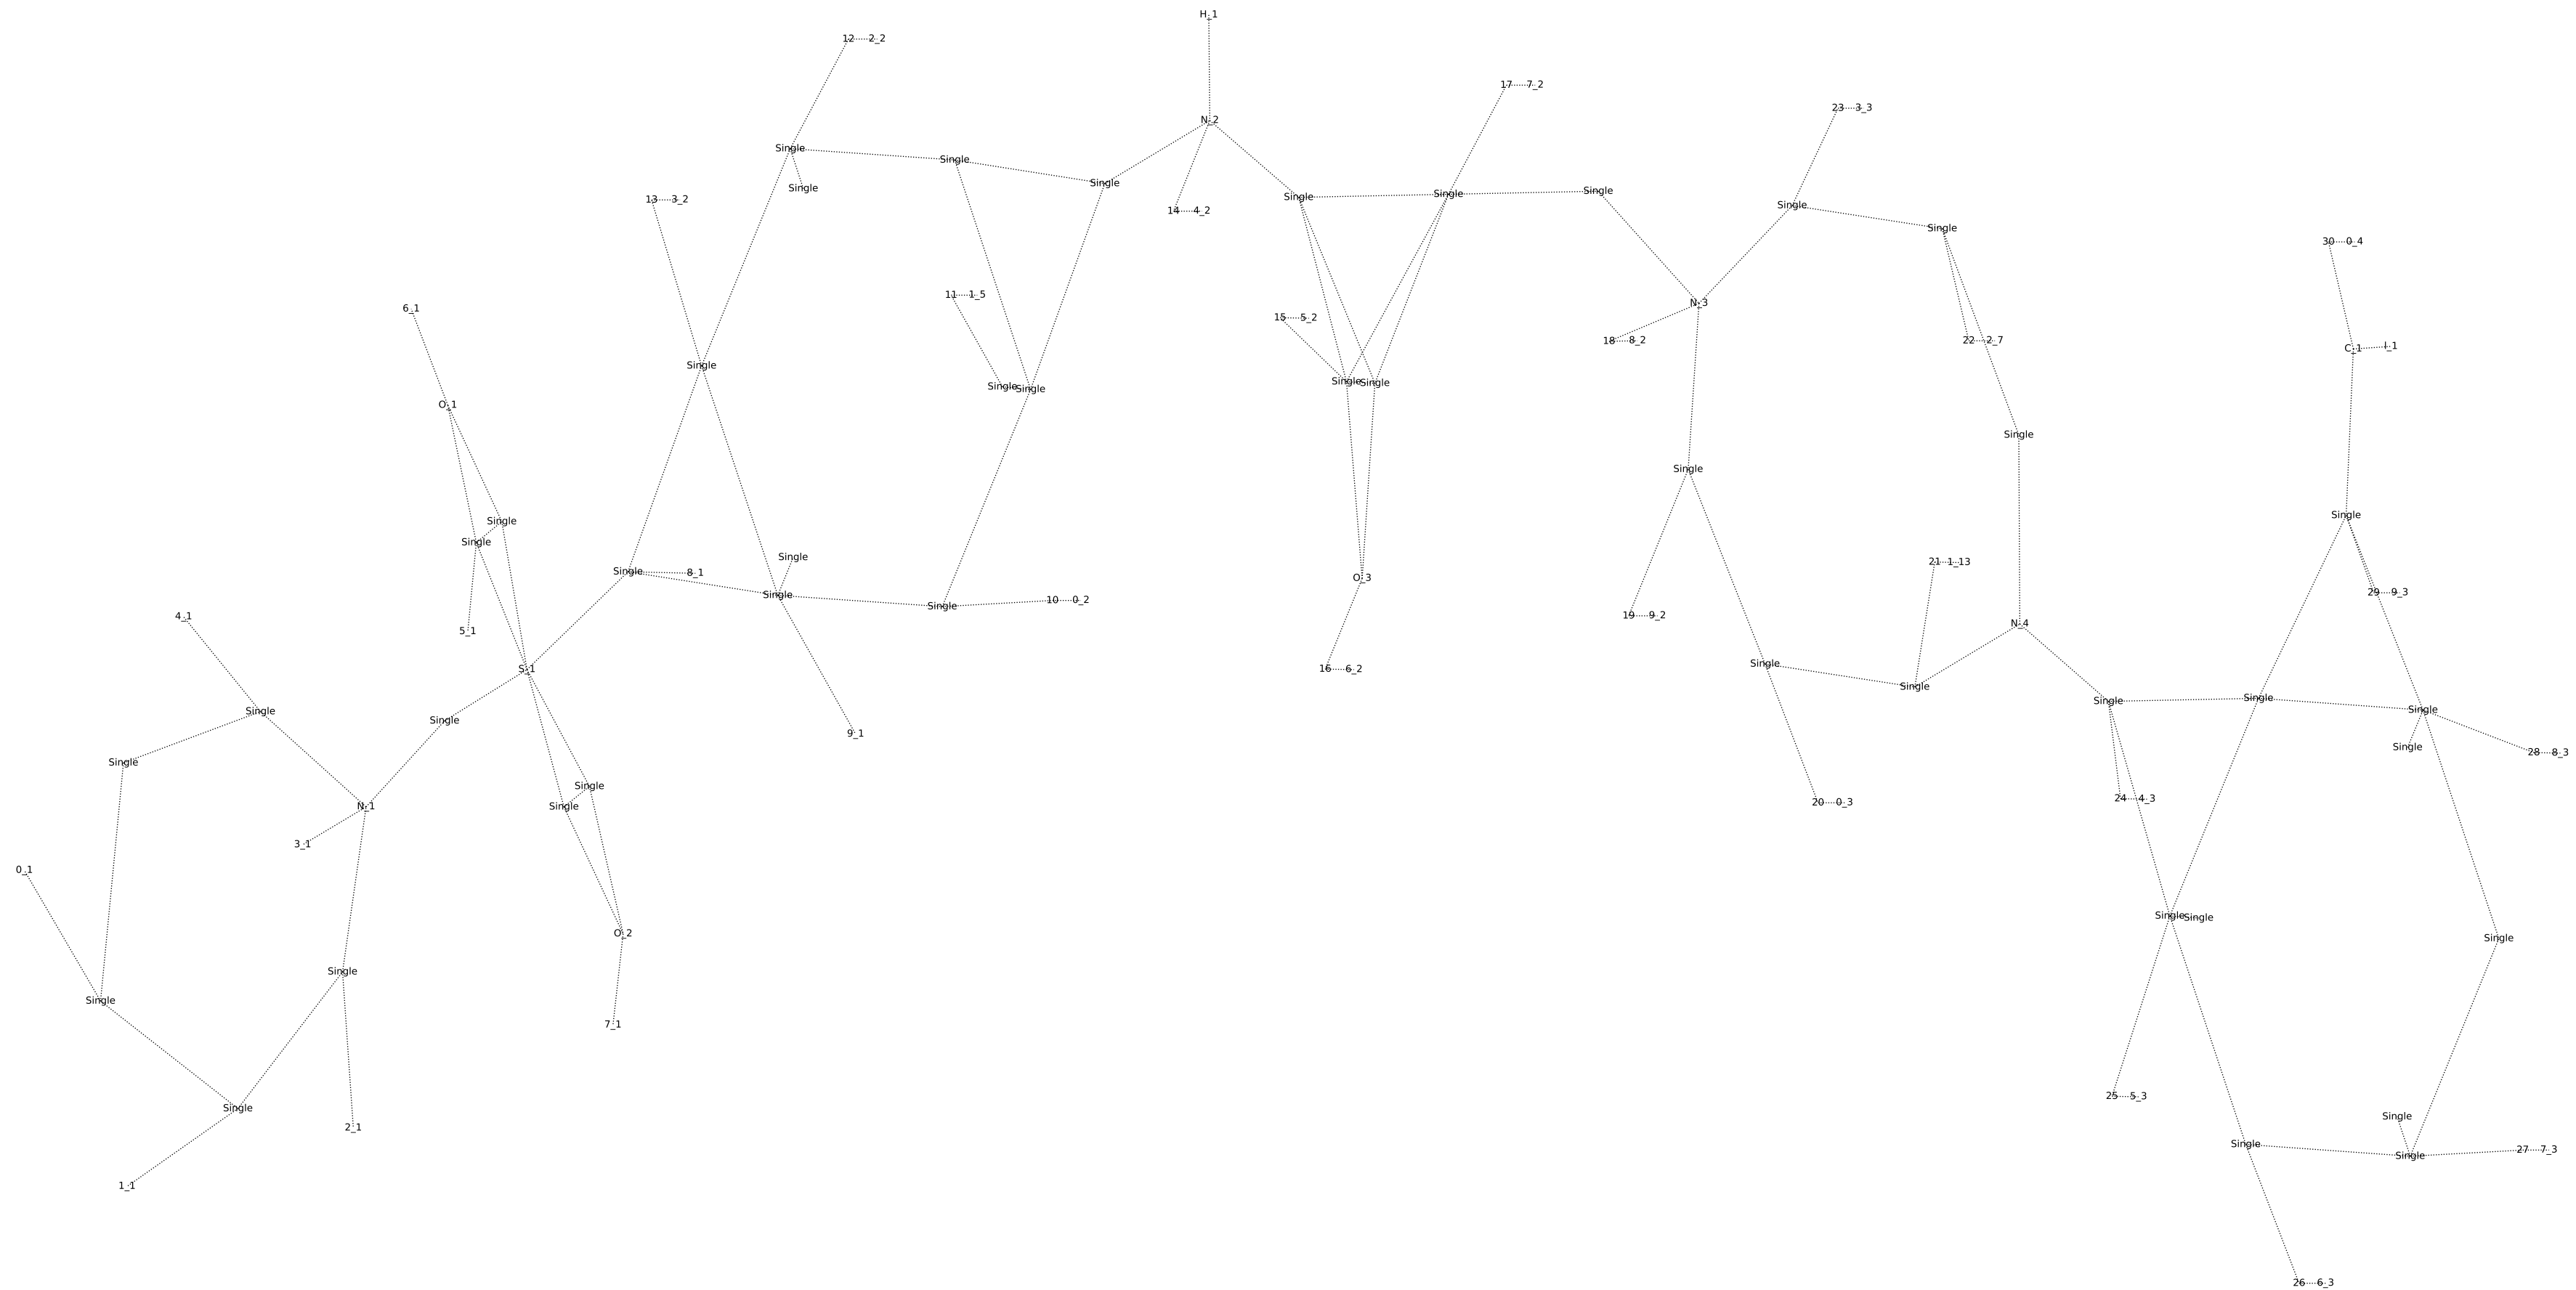 H_1
12 2_2
17 7_2
23 3_3
N_2
Single
Single
Single
Single
13 3_2
Single
Single
Single
Single
14 4_2
Single
30 0_4
11 1_5
N_3
6_1
15 5_2
18 8_2
22 2_7
C_1 I_1
Single
Single Single
Single Single
O_1
Single
Single
Single
Single
Single
Single
21 1_13
Single 8_1
O_3
29 9_3
Single
10 0_2
Single
19 9_2
4_1
N_4
5_1
Single
S_1
16 6_2
Single
Single
Single
Single
Single
Single
9_1
Single
28 8_3
Single
Single
24 4_3
20 0_3
N_1
Single
3_1
0_1
Single Single
O_2
Single
Single
Single
7_1
25 5_3
Single
Single
2_1
Single
27 7_3
Single
1_1
26 6_3